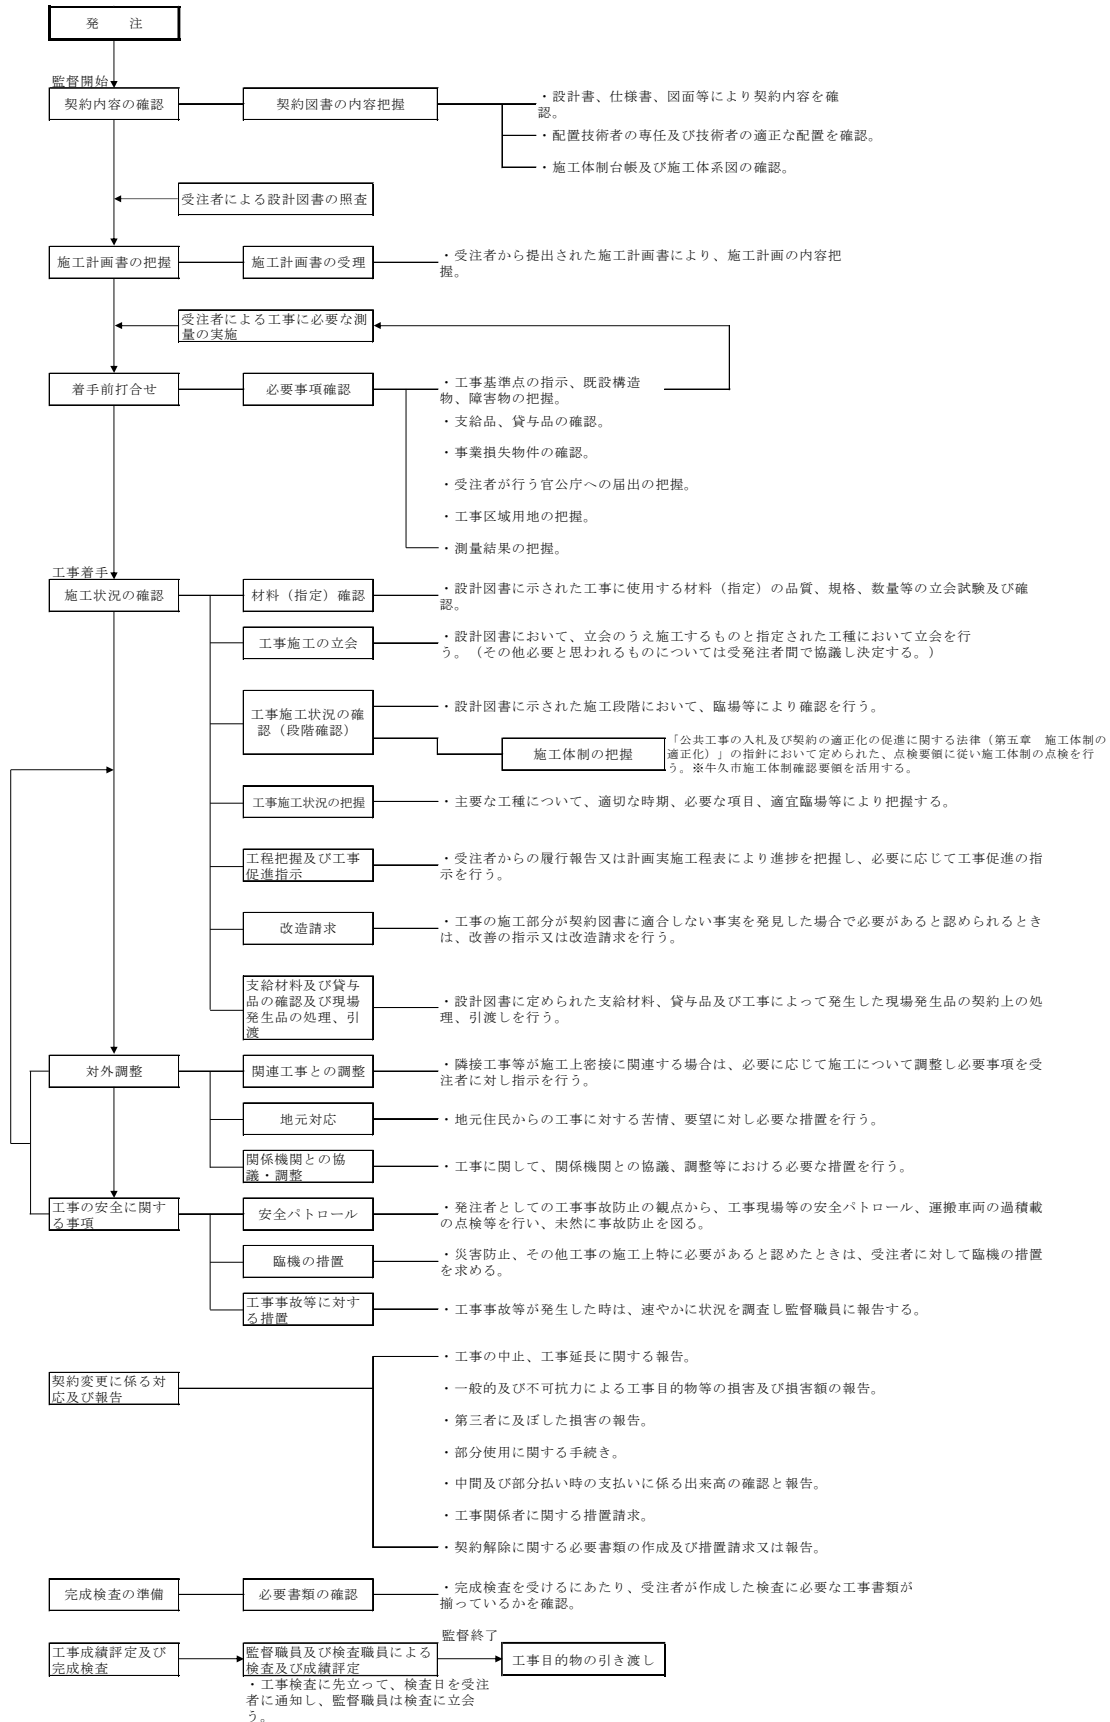 発　　注
監督開始
契約内容の確認
契約図書の内容把握
・設計書、仕様書、図面等により契約内容を確
認。
・配置技術者の専任及び技術者の適正な配置を確認。
・施工体制台帳及び施工体系図の確認。
受注者による設計図書の照査
施工計画書の把握
施工計画書の受理
・受注者から提出された施工計画書により、施工計画の内容把
握。
受注者による工事に必要な測
量の実施
着手前打合せ
必要事項確認
・工事基準点の指示、既設構造
物、障害物の把握。
・支給品、貸与品の確認。
・事業損失物件の確認。
・受注者が行う官公庁への届出の把握。
・工事区域用地の把握。
・測量結果の把握。
工事着手
施工状況の確認
材料（指定）確認
・設計図書に示された工事に使用する材料（指定）の品質、規格、数量等の立会試験及び確
認。
工事施工の立会
・設計図書において、立会のうえ施工するものと指定された工種において立会を行
う。（その他必要と思われるものについては受発注者間で協議し決定する。）
工事施工状況の確
認（段階確認）
・設計図書に示された施工段階において、臨場等により確認を行う。
施工体制の把握
「公共工事の入札及び契約の適正化の促進に関する法律（第五章　施工体制の
適正化）」の指針において定められた、点検要領に従い施工体制の点検を行
う。※牛久市施工体制確認要領を活用する。
工事施工状況の把握
・主要な工種について、適切な時期、必要な項目、適宜臨場等により把握する。
工程把握及び工事
促進指示
・受注者からの履行報告又は計画実施工程表により進捗を把握し、必要に応じて工事促進の指
示を行う。
改造請求
・工事の施工部分が契約図書に適合しない事実を発見した場合で必要があると認められるとき
は、改善の指示又は改造請求を行う。
支給材料及び貸与
品の確認及び現場
発生品の処理、引
渡
・設計図書に定められた支給材料、貸与品及び工事によって発生した現場発生品の契約上の処
理、引渡しを行う。
対外調整
関連工事との調整
・隣接工事等が施工上密接に関連する場合は、必要に応じて施工について調整し必要事項を受
注者に対し指示を行う。
地元対応
・地元住民からの工事に対する苦情、要望に対し必要な措置を行う。
関係機関との協
議・調整
・工事に関して、関係機関との協議、調整等における必要な措置を行う。
工事の安全に関す
る事項
安全パトロール
・発注者としての工事事故防止の観点から、工事現場等の安全パトロール、運搬車両の過積載
の点検等を行い、未然に事故防止を図る。
臨機の措置
・災害防止、その他工事の施工上特に必要があると認めたときは、受注者に対して臨機の措置
を求める。
工事事故等に対す
る措置
・工事事故等が発生した時は、速やかに状況を調査し監督職員に報告する。
契約変更に係る対
応及び報告
・工事の中止、工事延長に関する報告。
・一般的及び不可抗力による工事目的物等の損害及び損害額の報告。
・第三者に及ぼした損害の報告。
・部分使用に関する手続き。
・中間及び部分払い時の支払いに係る出来高の確認と報告。
・工事関係者に関する措置請求。
・契約解除に関する必要書類の作成及び措置請求又は報告。
完成検査の準備
必要書類の確認
・完成検査を受けるにあたり、受注者が作成した検査に必要な工事書類が
揃っているかを確認。
工事成績評定及び
完成検査
監督職員及び検査職員による
検査及び成績評定
監督終了
工事目的物の引き渡し
・工事検査に先立って、検査日を受注
者に通知し、監督職員は検査に立会
う。